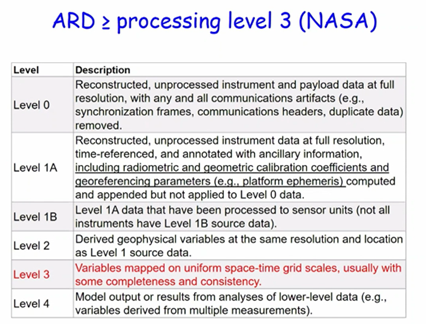 ARD ≥ processing level 3 (NASA)
Level Description
Level 0 Reconstructed, unprocessed instrument and payload data at full
resolution, with any and all communications artifacts (e.g.,
synchronization frames, communications headers, duplicate data)
removed.
Level 1A Reconstructed, unprocessed instrument data at full resolution,
time-referenced, and annotated with ancillary information,
including radiometric and geometric calibration coefficients and
georeferencing parameters (e.g., platform ephemeris) computed
and appended but not applied to Level 0 data.
Level 1B Level 1A data that have been processed to sensor units (not all
instruments have Level 1B source data).
Level 2 Derived geophysical variables at the same resolution and location
as Level 1 source data.
Level 3 Variables mapped on uniform space-time grid scales, usually with
some completeness and consistency.
Level 4 Model output or results from analyses of lower-level data (e.g.,
variables derived from multiple measurements).